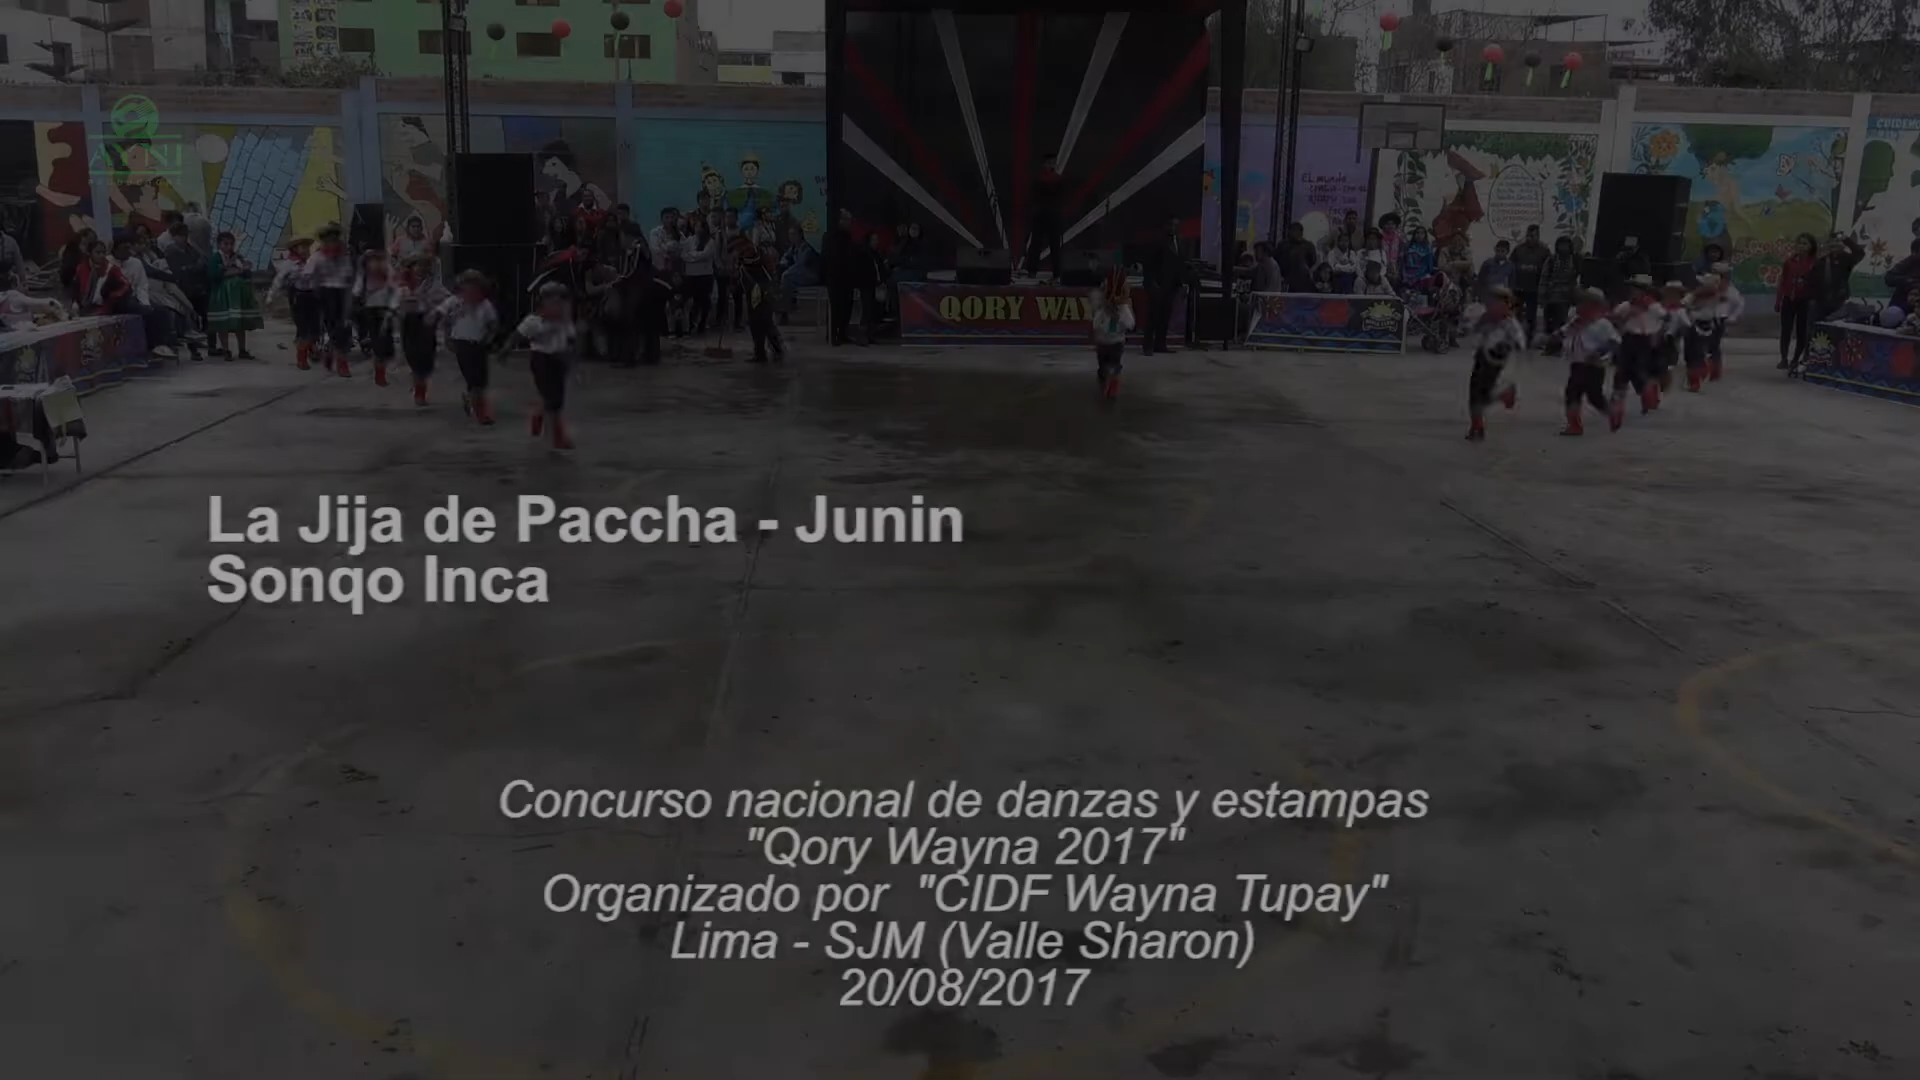 AYNI
QORY WAY
La Jija de Paccha - Junin
Sonqo Inca
Concurso nacional de danzas y estampas
"Qory Wayna 2017"
Organizado por "CIDF Wayna Tupay"
Lima - SJM (Valle Sharon)
20/08/2017